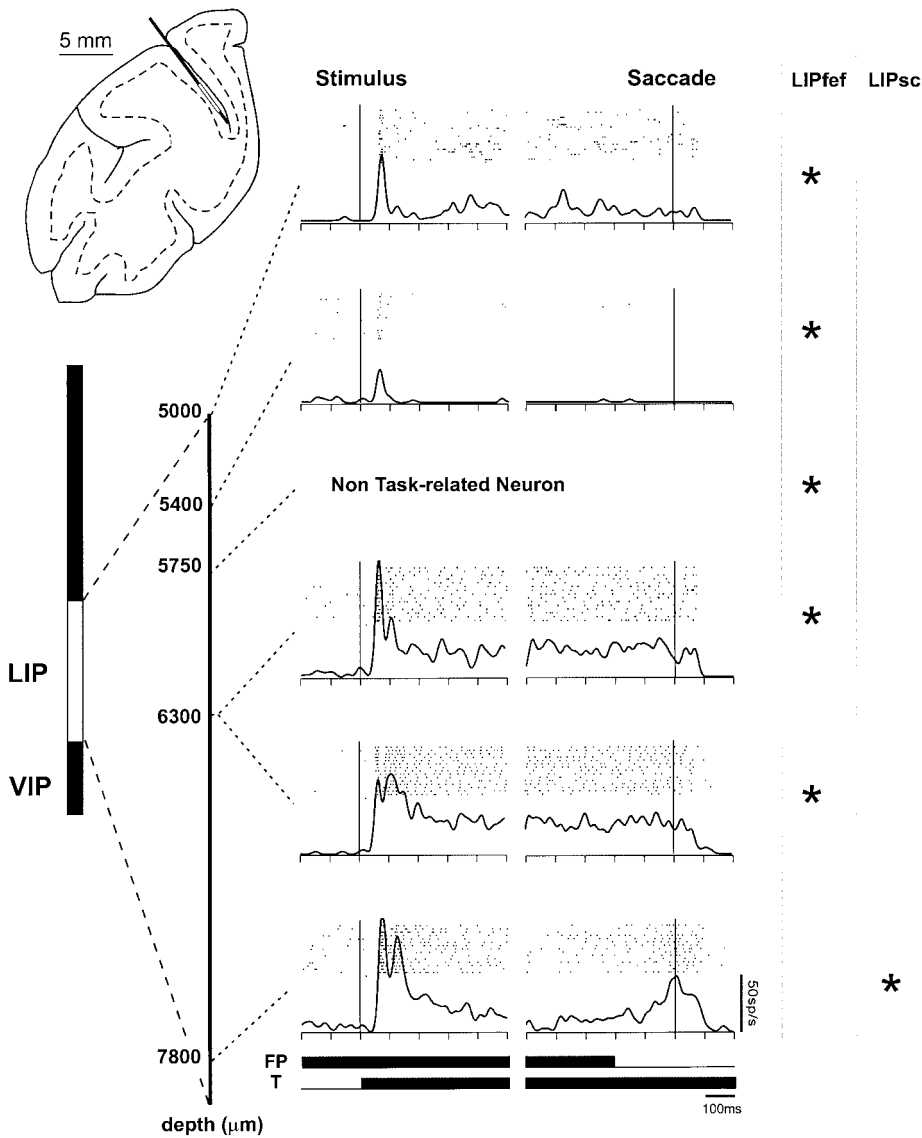 5 mm
Stimulus Saccade LIPfef LIPsc
*
*
5000
5400
Non Task-related Neuron
*
5750
*
LIP
6300
VIP
*
*
50sp/s
7800
FP
T
100ms
depth (μm)